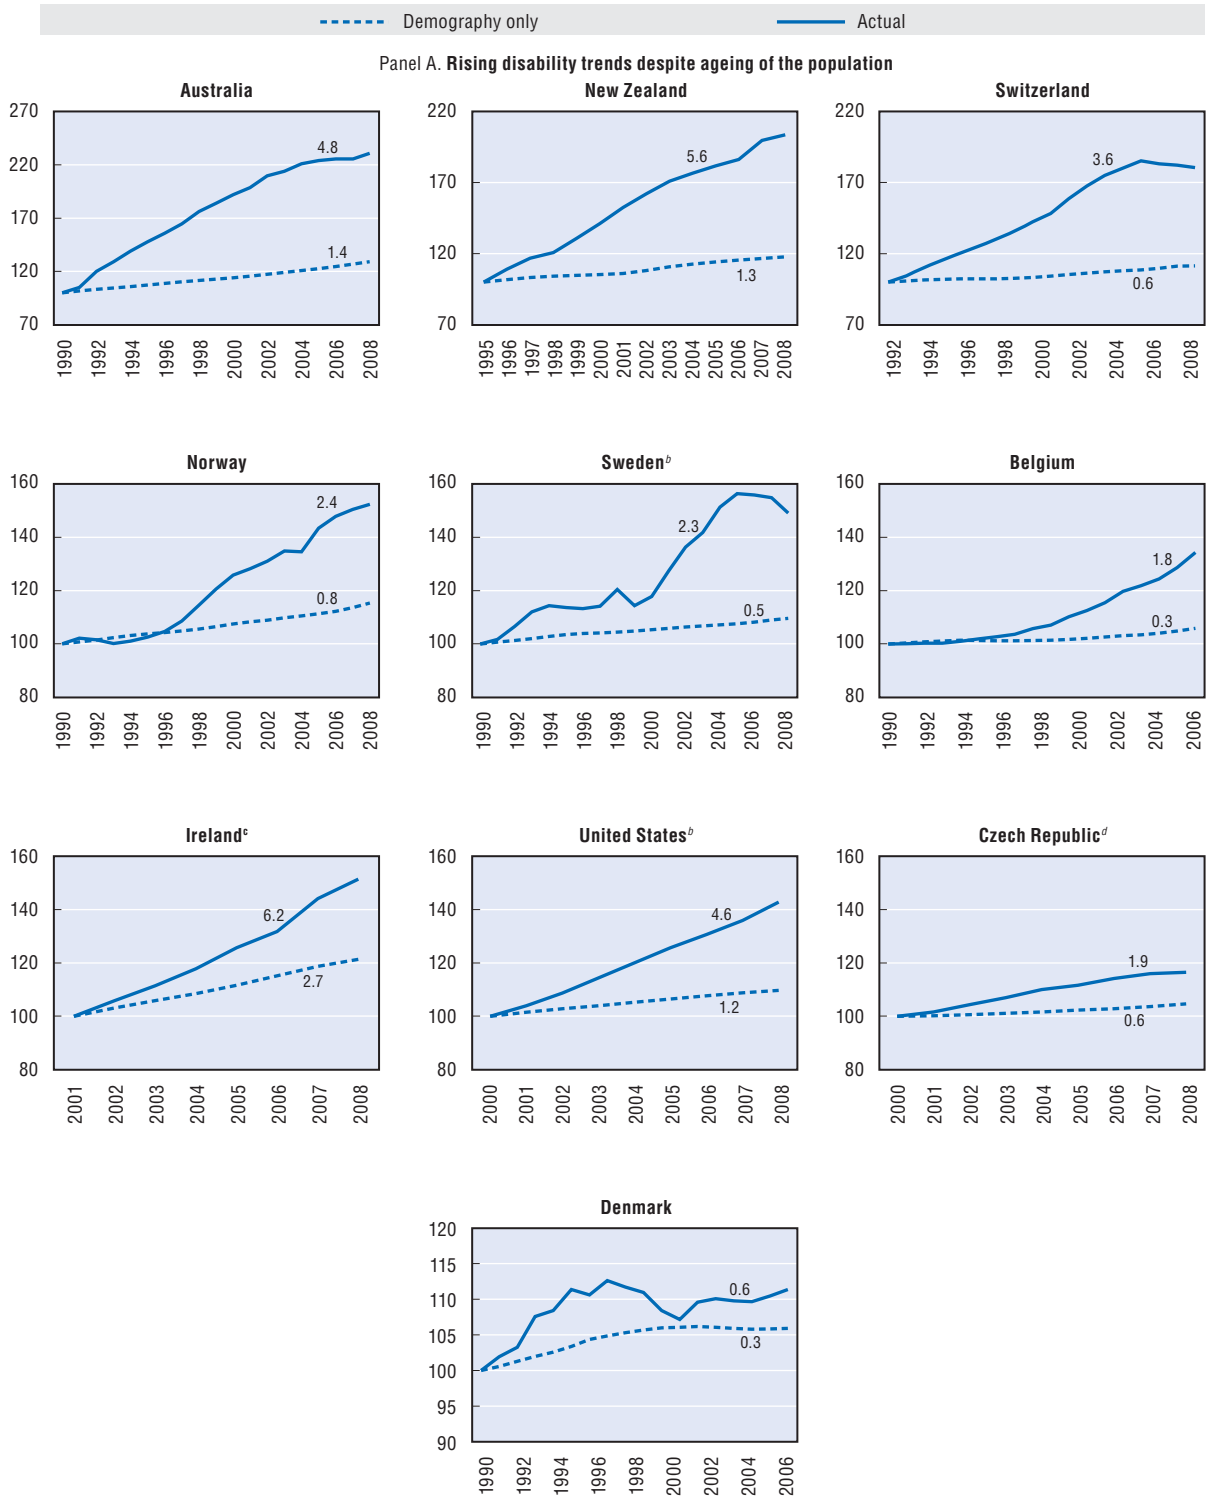 Demography only Actual
Panel A. Rising disability trends despite ageing of the population
Australia New Zealand Switzerland
270 220 220
220 170 170
170 120 120
120 70 70
70
4.8 1.4
5.6 1.3
3.6 0.6
1990 1992 1994 1996 1998 2000 2002 2004 2006 2008
1995 1996 1997 1998 1999 2000 2001 2002 2003 2004 2005 2006 2007 2008
1992 1994 1996 1998 2000 2002 2004 2006 2008
Norway Sweden b Belgium
160 160 160
140 140 140
120 120 120
100 100 100
80 80 80
2.4 0.8
2.3 0.5
1.8 0.3
1990 1992 1994 1996 1998 2000 2002 2004 2006 2008
1990 1992 1994 1996 1998 2000 2002 2004 2006 2008
1990 1992 1994 1996 1998 2000 2002 2004 2006
Ireland c United States b Czech Republic d
160 160 160
140 140 140
120 120 120
100 100 100
80 80 80
6.2 2.7
4.6 1.2
1.9 0.6
2001 2002 2003 2004 2005 2006 2007 2008
2000 2001 2002 2003 2004 2005 2006 2007 2008
2000 2001 2002 2003 2004 2005 2006 2007 2008
Denmark
120
115
110
105
100
95
90
0.6
0.3
1990 1992 1994 1996 1998 2000 2002 2004 2006